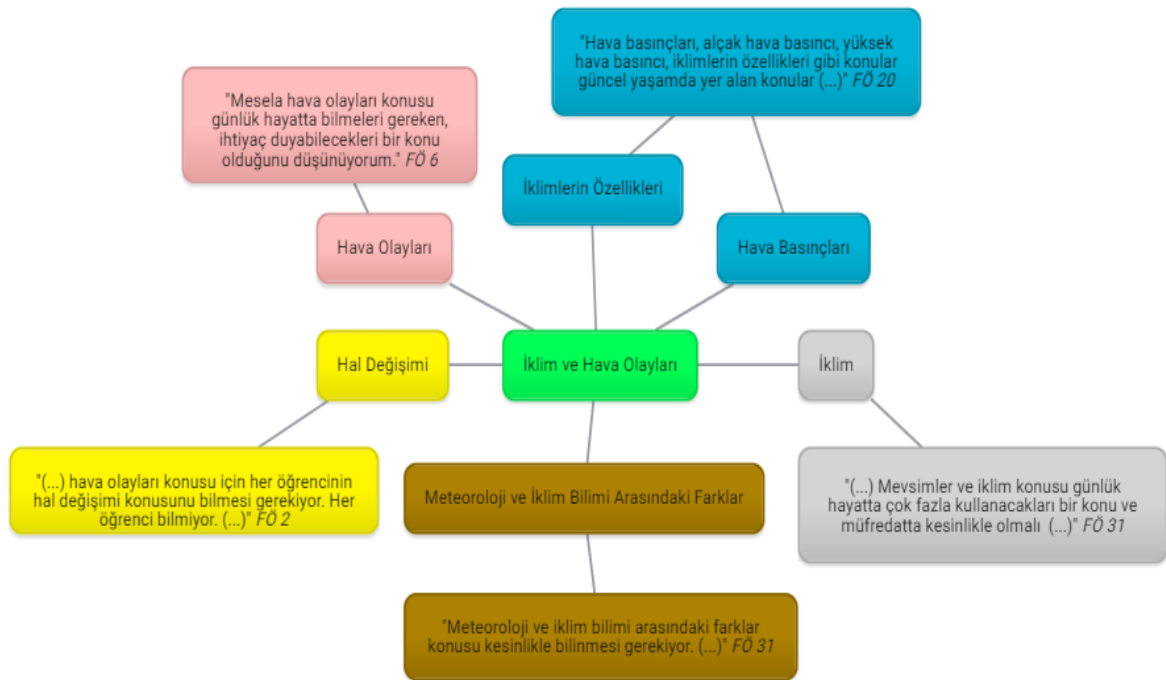 "Hava basınçları, alçak hava basıncı, yüksek
hava basıncı, iklimlerin özellikleri gibi konular
güncel yaşamda yer alan konular (...)" FÖ 20
"Mesela hava olayları konusu
günlük hayatta bilmeleri gereken,
ihtiyaç duyabilecekleri bir konu
olduğunu düşünüyorum." FÖ 6
İklimlerin Özellikleri
Hava Olayları
Hava Basınçları
Hal Değişimi
İklim ve Hava Olayları
İklim
"(...) hava olayları konusu için her öğrencinin
hal değişimi konusunu bilmesi gerekiyor. Her
öğrenci bilmiyor. (...)" FÖ 2
Meteoroloji ve İklim Bilimi Arasındaki Farklar
"(...) Mevsimler ve iklim konusu günlük
hayatta çok fazla kullanacakları bir konu ve
müfredatta kesinlikle olmalı (...)" FÖ 31
"Meteoroloji ve iklim bilimi arasındaki farklar
konusu kesinlikle bilinmesi gerekiyor. (...)" FÖ 31